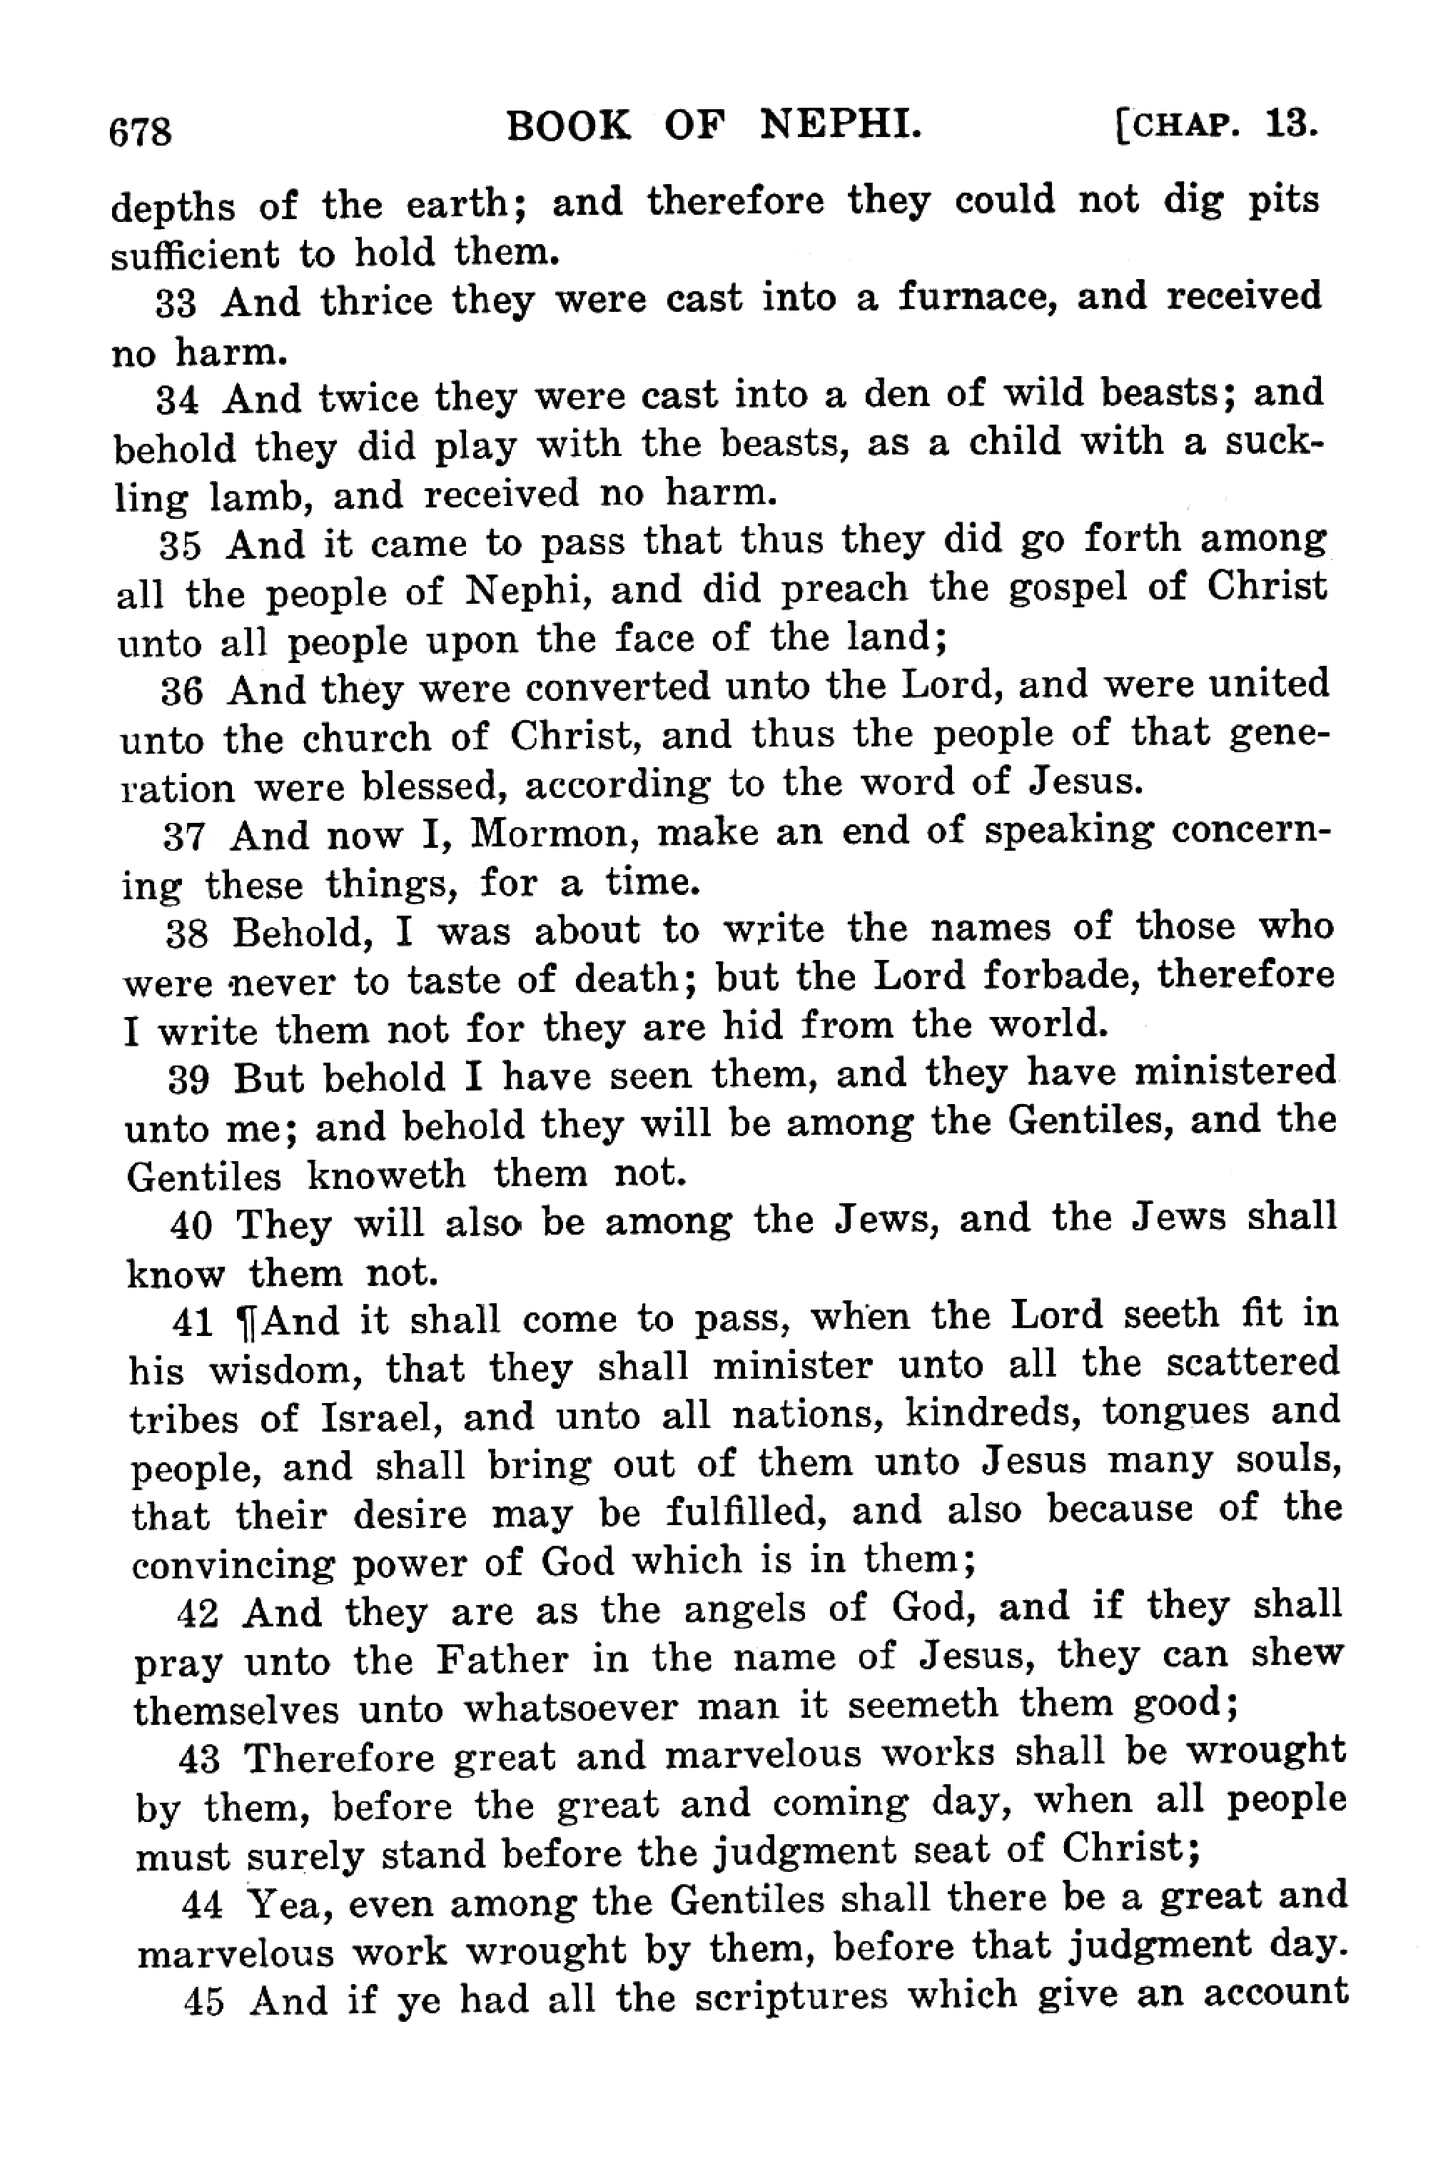 678 BOOK OF NEPHI. [CHAP. 13.
depths of the earth; and therefore they could not dig pits
sufficient to hold them.
33 And thrice they were cast into a furnace, and received
no harm.
34 And twice they were cast into a den of wild beasts; and
behold they did play with the beasts, as a child with a suck-
ling lamb, and received no harm.
35 And it came to pass that thus they did go forth among
all the people of Nephi, and did preach the gospel of Christ
unto all people upon the face of the land;
36 And they were converted unto the Lord, and were united
unto the church of Christ, and thus the people of that gene-
ration were blessed, according to the word of Jesus.
37 And now I, Mormon, make an end of speaking concern-
ing these things, for a time.
38 Behold, I was about to write the names of those who
were never to taste of death; but the Lord forbade, therefore
I write them not for they are hid from the world.
39 But behold I have seen them, and they have ministered
unto me; and behold they will be among the Gentiles, and the
Gentiles knoweth them not.
40 They will also be among the Jews, and the Jews shall
know them not.
41 ¶And it shall come to pass, when the Lord seeth fit in
his wisdom, that they shall minister unto all the scattered
tribes of Israel, and unto all nations, kindreds, tongues and
people, and shall bring out of them unto Jesus many souls,
that their desire may be fulfilled, and also because of the
convincing power of God which is in them;
42 And they are as the angels of God, and if they shall
pray unto the Father in the name of Jesus, they can shew
themselves unto whatsoever man it seemeth them good;
43 Therefore great and marvelous works shall be wrought
by them, before the great and coming day, when all people
must surely stand before the judgment seat of Christ;
44 Yea, even among the Gentiles shall there be a great and
marvelous work wrought by them, before that judgment day.
45 And if ye had all the scriptures which give an account